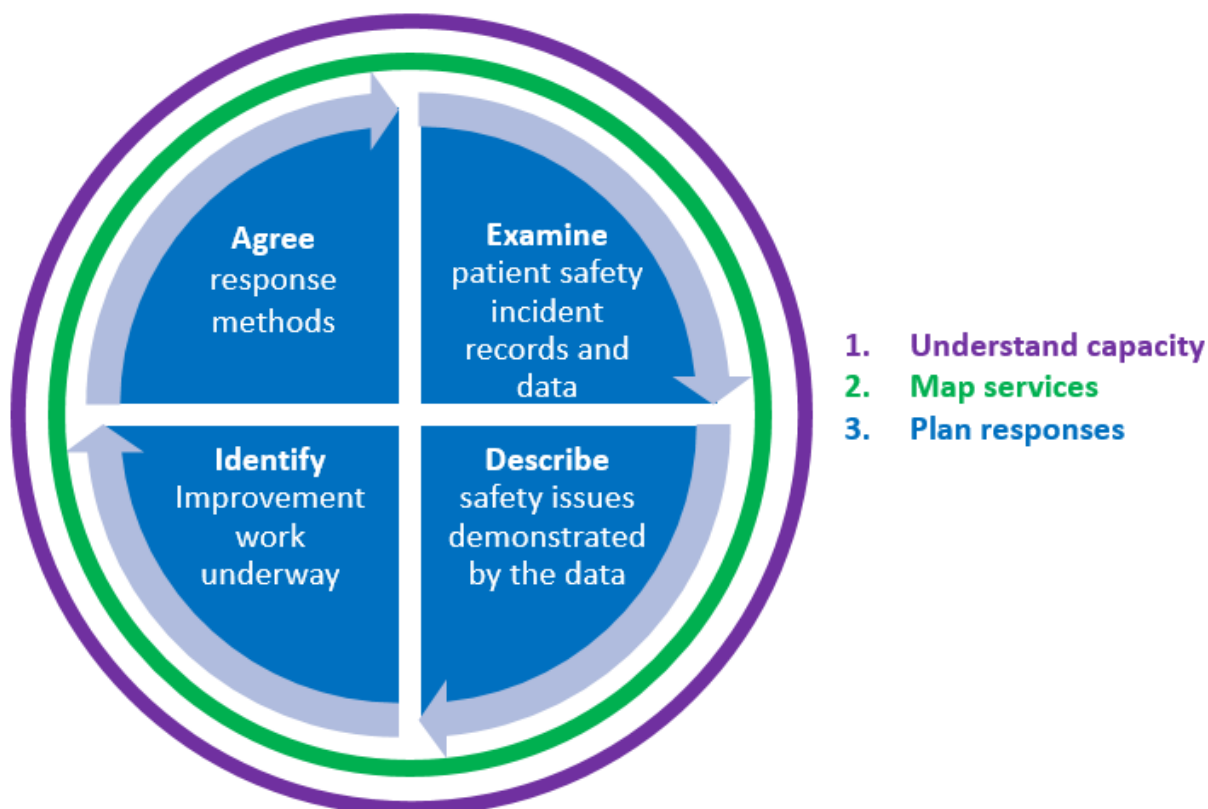 Agree
response
methods
Examine
patient safety
incident
records and
data
Identify
Improvement
work
underway
Describe
safety issues
demonstrated
by the data
1. Understand capacity
2. Map services
3. Plan responses